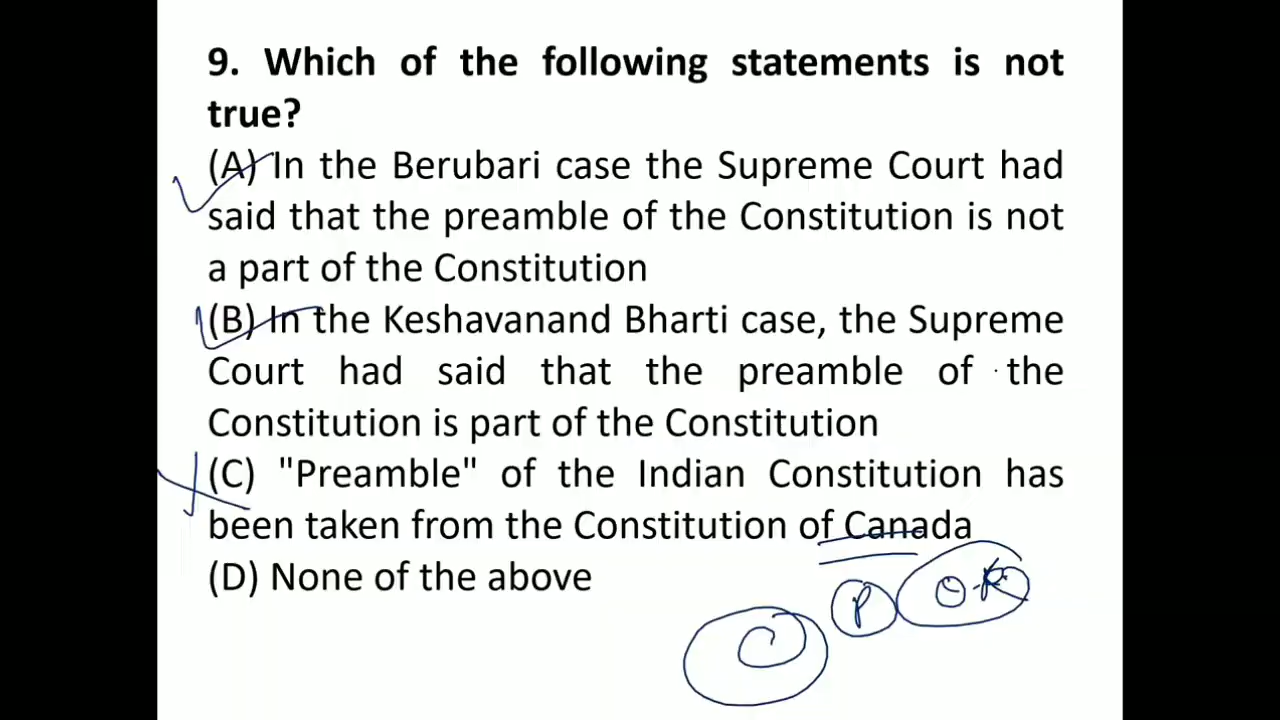 9. Which of the following statements is not
true?
(A) In the Berubari case the Supreme Court had
said that the preamble of the Constitution is not
a part of the Constitution
(B) In the Keshavanand Bharti case, the Supreme
Court had said that the preamble of the
Constitution is part of the Constitution
(C) "Preamble" of the Indian Constitution has
been taken from the Constitution of Canada
(D) None of the above
P